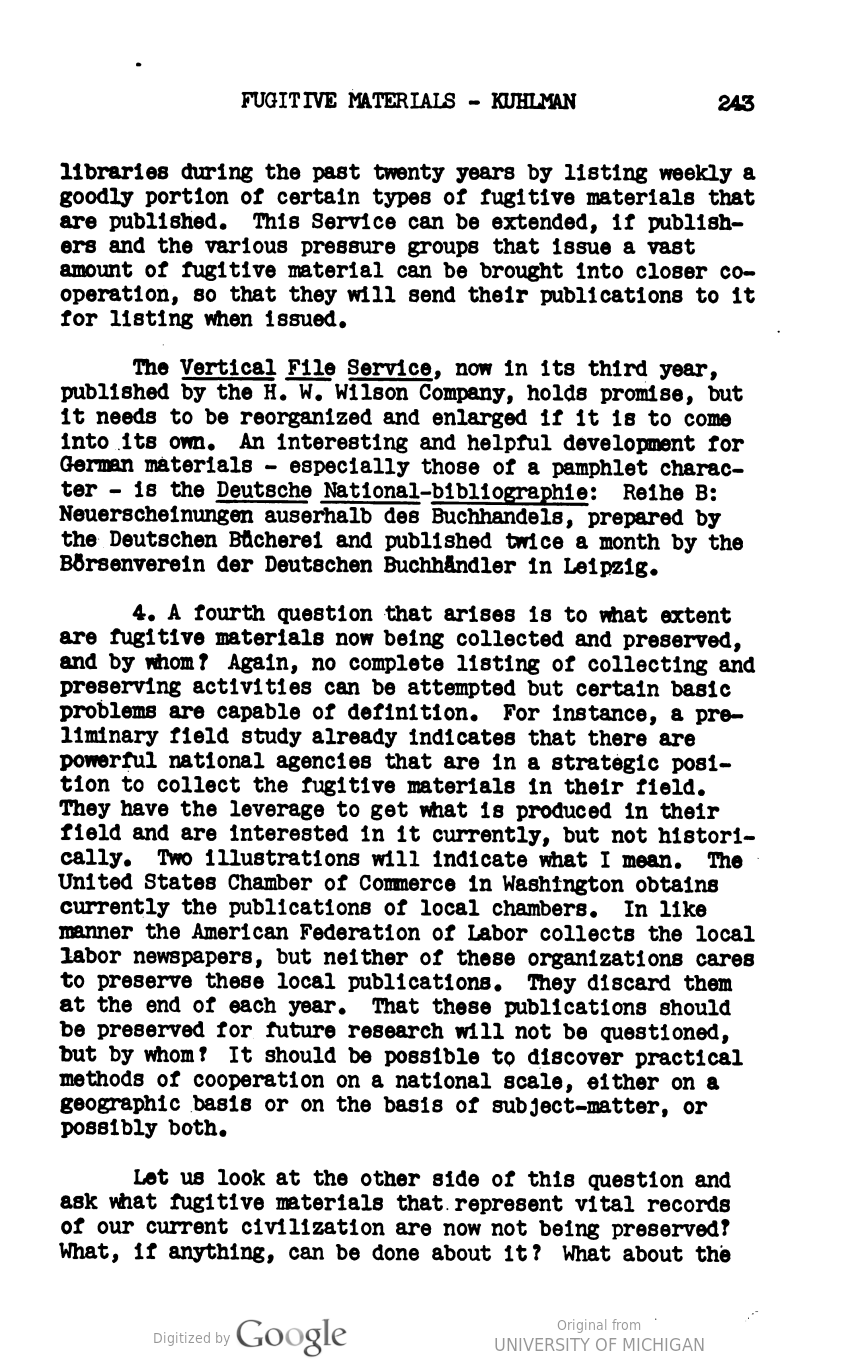 FUGITIVE MATERIALS - KUHLMAN 243
libraries during the past twenty years by listing weekly a
goodly portion of certain types of fugitive materials that
are published. This Service can be extended, if publish-
ers and the various pressure groups that issue a vast
amount of fugitive material can be brought into closer co-
operation, so that they will send their publications to it
for listing when issued.
The Vertical File Service, now in its third year,
published by the H. W. Wilson Company, holds promise, but
it needs to be reorganized and enlarged if it is to come
into its own. An interesting and helpful development for
German materials - especially those of a pamphlet charac-
ter - is the Deutsche National-bibliographie: Reihe B:
Neuerscheinungen auserhalb des Buchhandels, prepared by
the Deutschen Bücherei and published twice a month by the
Börsenverein der Deutschen Buchhändler in Leipzig.
4. A fourth question that arises is to what extent
are fugitive materials now being collected and preserved,
and by whom? Again, no complete listing of collecting and
preserving activities can be attempted but certain basic
problems are capable of definition. For instance, a pre-
liminary field study already indicates that there are
powerful national agencies that are in a strategic posi-
tion to collect the fugitive materials in their field.
They have the leverage to get what is produced in their
field and are interested in it currently, but not histori-
cally. Two illustrations will indicate what I mean. The
United States Chamber of Commerce in Washington obtains
currently the publications of local chambers. In like
manner the American Federation of Labor collects the local
labor newspapers, but neither of these organizations cares
to preserve these local publications. They discard them
at the end of each year. That these publications should
be preserved for future research will not be questioned,
but by whom? It should be possible to discover practical
methods of cooperation on a national scale, either on a
geographic basis or on the basis of subject-matter, or
possibly both.
Let us look at the other side of this question and
ask what fugitive materials that represent vital records
of our current civilization are now not being preserved?
What, if anything, can be done about it? What about the
Digitized by Google
Original from
UNIVERSITY OF MICHIGAN